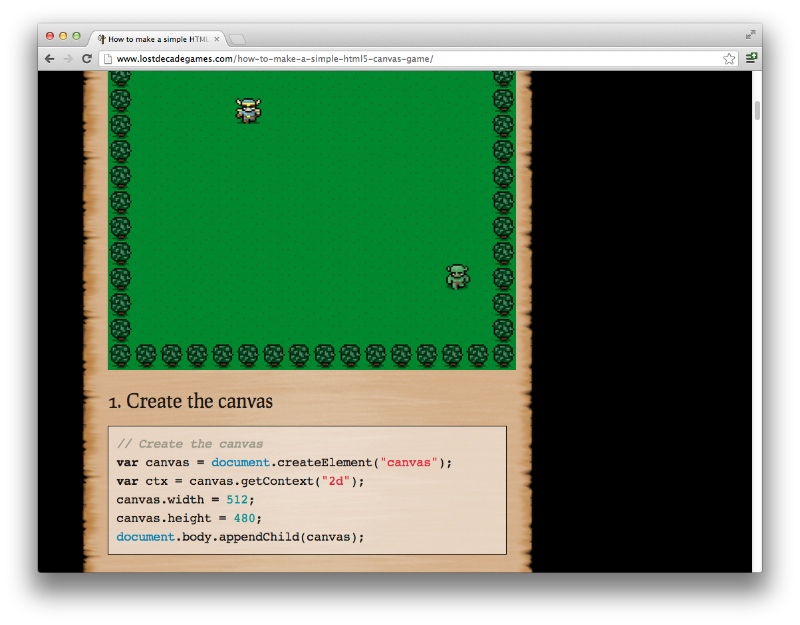 How to make a simple HTML
www.lostdecadegames.com/how-to-make-a-simple-html5-canvas-game/
1. Create the canvas
// Create the canvas
var canvas = document.createElement("canvas");
var ctx = canvas.getContext("2d");
canvas.width = 512;
canvas.height = 480;
document.body.appendChild(canvas);